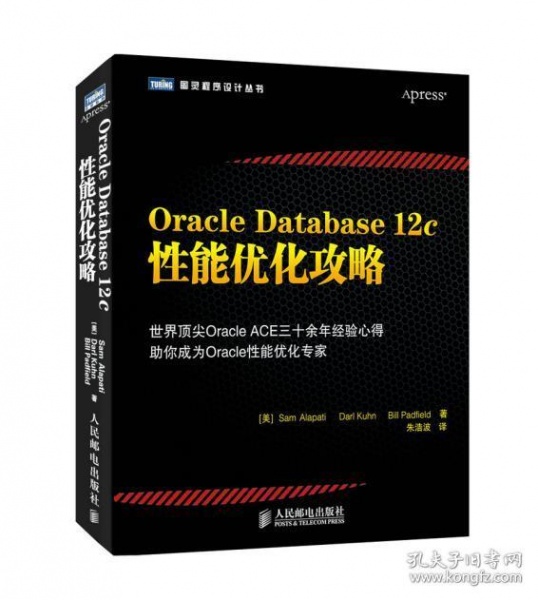 TURING 图灵程序设计丛书
Apress®
Oracle Database 12c
性能优化攻略
世界顶尖Oracle ACE三十余年经验心得
助你成为Oracle性能优化专家
[美] Sam Alapati Darl Kuhn Bill Padfield 著
朱浩波 译
人民邮电出版社
POSTS & TELECOM PRESS
TURING
Apress®
Oracle Database 12c
性能优化攻略
[美]
Sam Alapati
Darl Kuhn
Bill Padfield
著
人民邮电出版社
孔夫子旧书网
www.kongfz.com